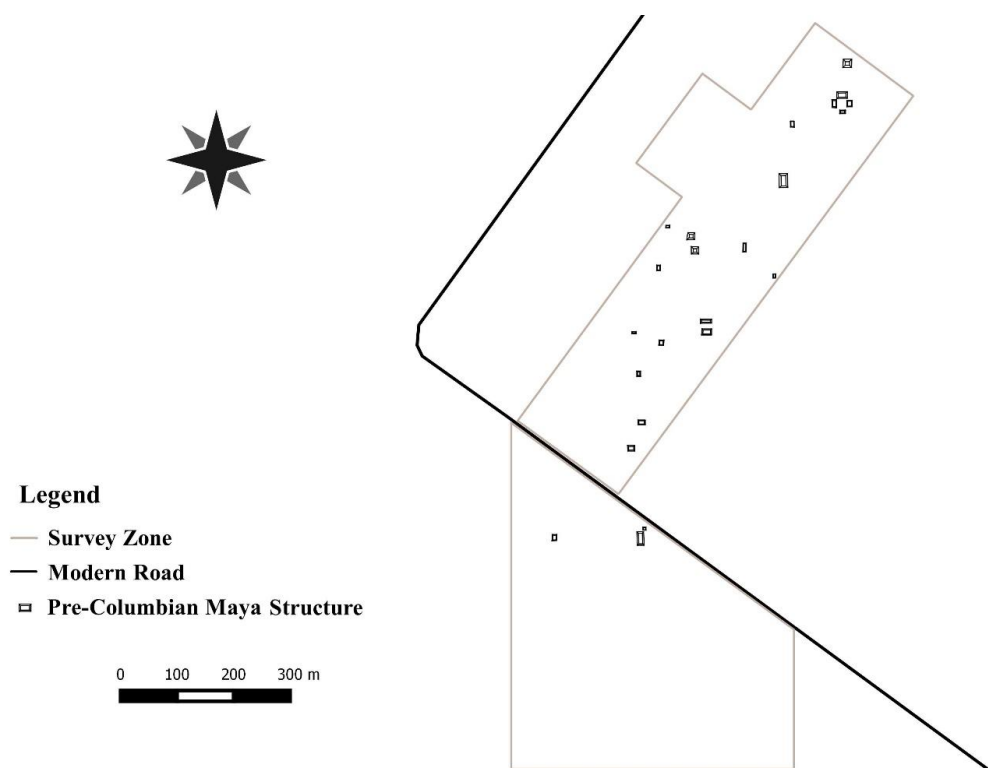 Legend
Survey Zone
Modern Road
Pre-Columbian Maya Structure
0 100 200 300 m